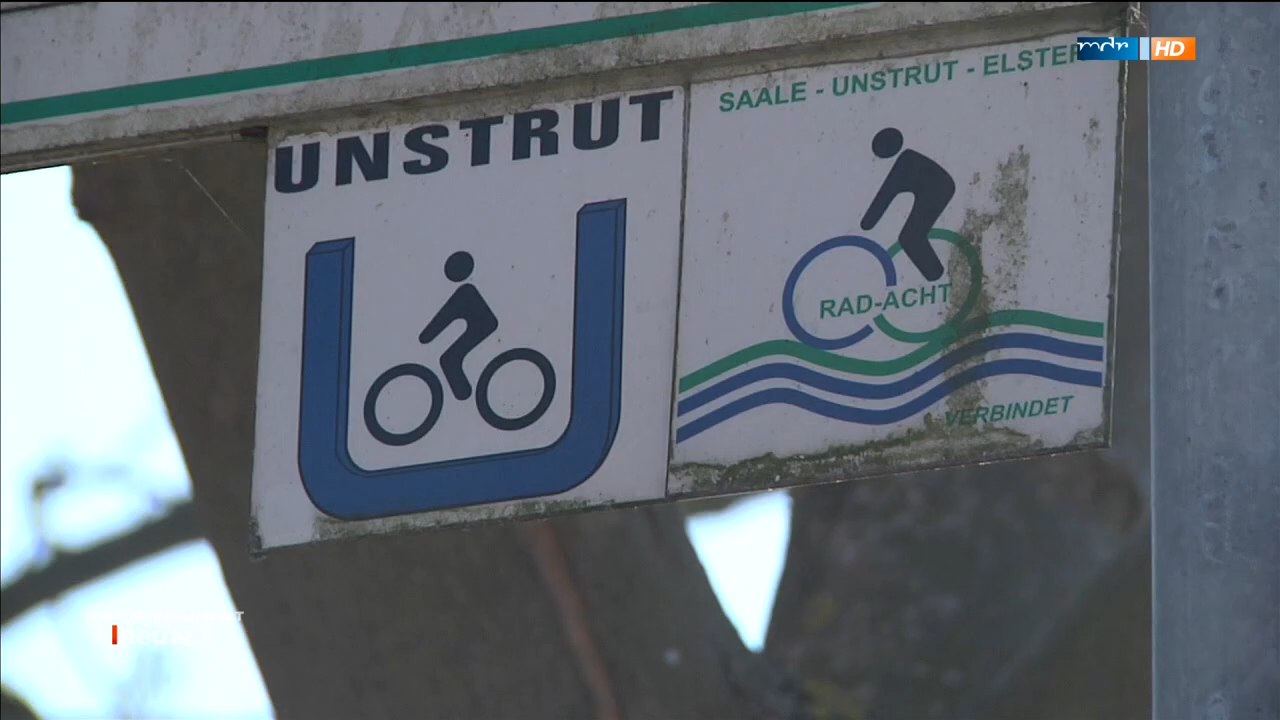 mdr HD
UNSTRUT
SAALE - UNSTRUT - ELSTER
RAD-ACHT
VERBINDET